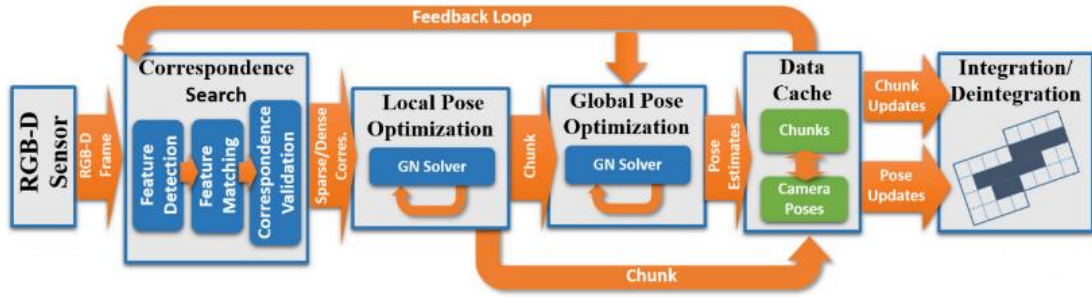 Feedback Loop
RGB-D
Sensor
RGB-D
Frame
Correspondence
Search
Feature
Detection
Feature
Matching
Correspondence
Validation
Sparse/Dense
Corres.
Local Pose
Optimization
GN Solver
Chunk
Global Pose
Optimization
GN Solver
Pose
Estimates
Data
Cache
Chunks
Camera
Poses
Chunk
Updates
Pose
Updates
Integration/
Deintegration
Chunk